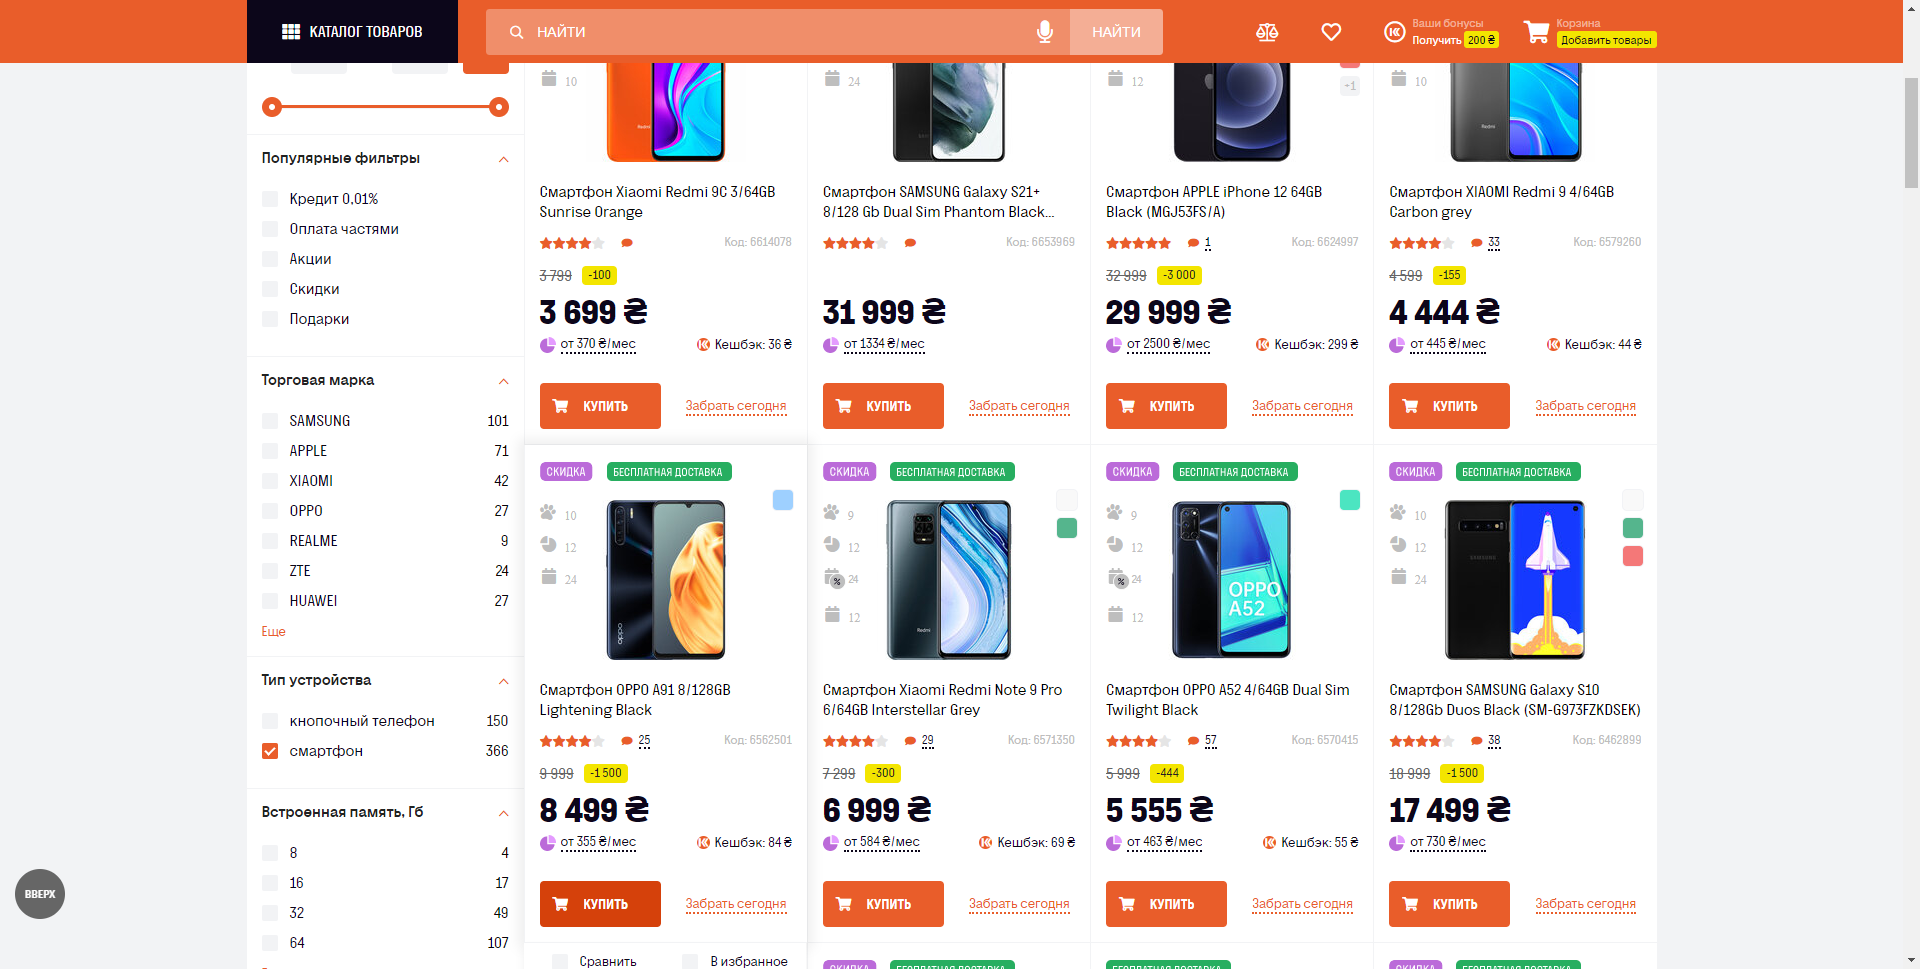 КАТАЛОГ ТОВАРОВ
НАЙТИ
НАЙТИ
Ваши бонусы
Получить 200 ₴
Корзина
Добавить товары
Популярные фильтры
Кредит 0,01%
Оплата частями
Акции
Скидки
Подарки
Торговая марка
SAMSUNG 101
APPLE 71
XIAOMI 42
OPPO 27
REALME 9
ZTE 24
HUAWEI 27
Еще
Тип устройства
кнопочный телефон 150
смартфон 366
Встроенная память, Гб
8 4
16 17
32 49
64 107
ВВЕРХ
10
Redmi
Смартфон Xiaomi Redmi 9C 3/64GB
Sunrise Orange
Код: 6614078
3 799 -100
3 699 ₴
от 370 ₴/мес
Кешбэк: 36 ₴
КУПИТЬ
Забрать сегодня
24
Смартфон SAMSUNG Galaxy S21+
8/128 Gb Dual Sim Phantom Black...
Код: 6653969
31 999 ₴
от 1334 ₴/мес
КУПИТЬ
Забрать сегодня
12
+1
Смартфон APPLE iPhone 12 64GB
Black (MGJ53FS/A)
1
Код: 6624997
32 999 -3 000
29 999 ₴
от 2500 ₴/мес
Кешбэк: 299 ₴
КУПИТЬ
Забрать сегодня
10
Redmi
Смартфон XIAOMI Redmi 9 4/64GB
Carbon grey
33
Код: 6579260
4 599 -155
4 444 ₴
от 445 ₴/мес
Кешбэк: 44 ₴
КУПИТЬ
Забрать сегодня
СКИДКА
БЕСПЛАТНАЯ ДОСТАВКА
10
12
24
oppo
Смартфон OPPO A91 8/128GB
Lightening Black
25
Код: 6562501
9 999 -1 500
8 499 ₴
от 355 ₴/мес
Кешбэк: 84 ₴
КУПИТЬ
Забрать сегодня
Сравнить
В избранное
СКИДКА
БЕСПЛАТНАЯ ДОСТАВКА
9
12
% 24
12
Redmi
Смартфон Xiaomi Redmi Note 9 Pro
6/64GB Interstellar Grey
29
Код: 6571350
7 299 -300
6 999 ₴
от 584 ₴/мес
Кешбэк: 69 ₴
КУПИТЬ
Забрать сегодня
СКИДКА
БЕСПЛАТНАЯ ДОСТАВКА
СКИДКА
БЕСПЛАТНАЯ ДОСТАВКА
9
12
% 24
12
OPPO
A52
Смартфон OPPO A52 4/64GB Dual Sim
Twilight Black
57
Код: 6570415
5 999 -444
5 555 ₴
от 463 ₴/мес
Кешбэк: 55 ₴
КУПИТЬ
Забрать сегодня
БЕСПЛАТНАЯ ДОСТАВКА
СКИДКА
БЕСПЛАТНАЯ ДОСТАВКА
10
12
24
SAMSUNG
Смартфон SAMSUNG Galaxy S10
8/128Gb Duos Black (SM-G973FZKDSEK)
38
Код: 6462899
18 999 -1 500
17 499 ₴
от 730 ₴/мес
КУПИТЬ
Забрать сегодня
СКИДКА
БЕСПЛАТНАЯ ДОСТАВКА